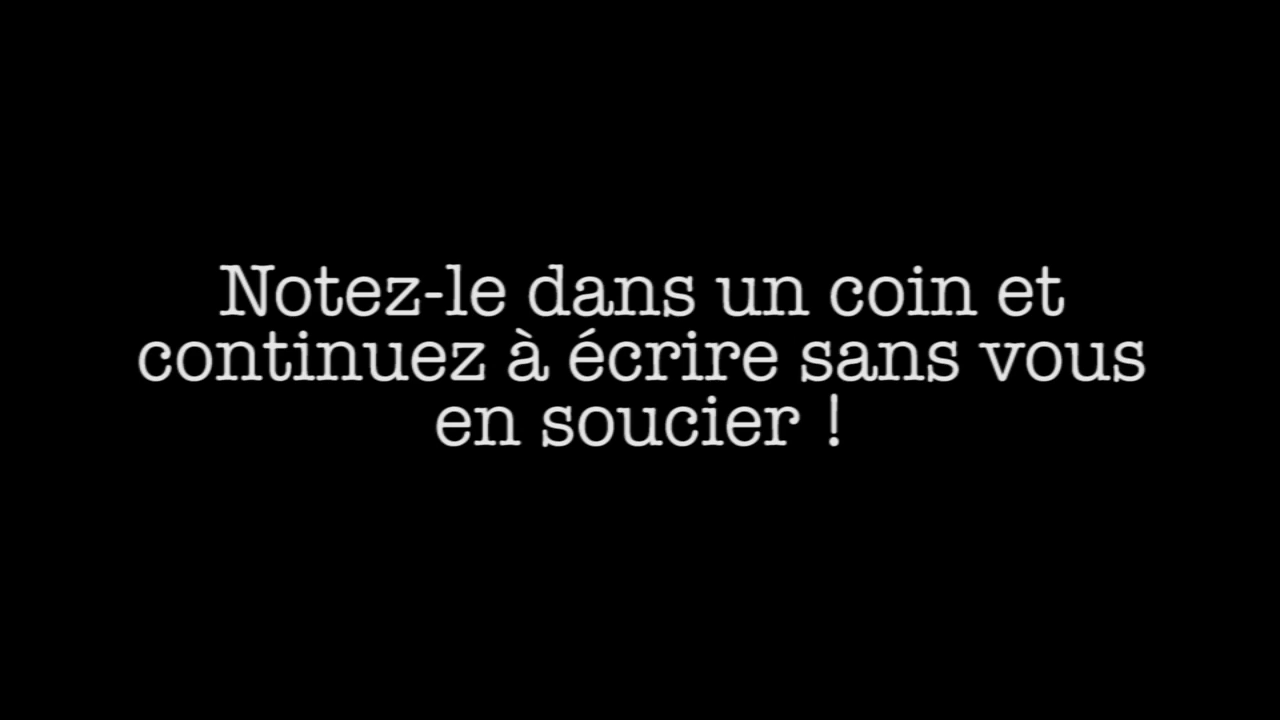 Notez-le dans un coin et
continuez à écrire sans vous
en soucier !